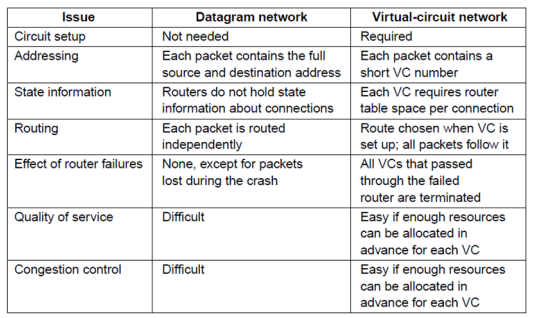 Issue Datagram network Virtual-circuit network
Circuit setup Not needed Required
Addressing Each packet contains the full Each packet contains a
source and destination address short VC number
State information Routers do not hold state Each VC requires router
information about connections table space per connection
Routing Each packet is routed Route chosen when VC is
independently set up; all packets follow it
Effect of router failures None, except for packets All VCs that passed
lost during the crash through the failed
router are terminated
Quality of service Difficult Easy if enough resources
can be allocated in
advance for each VC
Congestion control Difficult Easy if enough resources
can be allocated in
advance for each VC